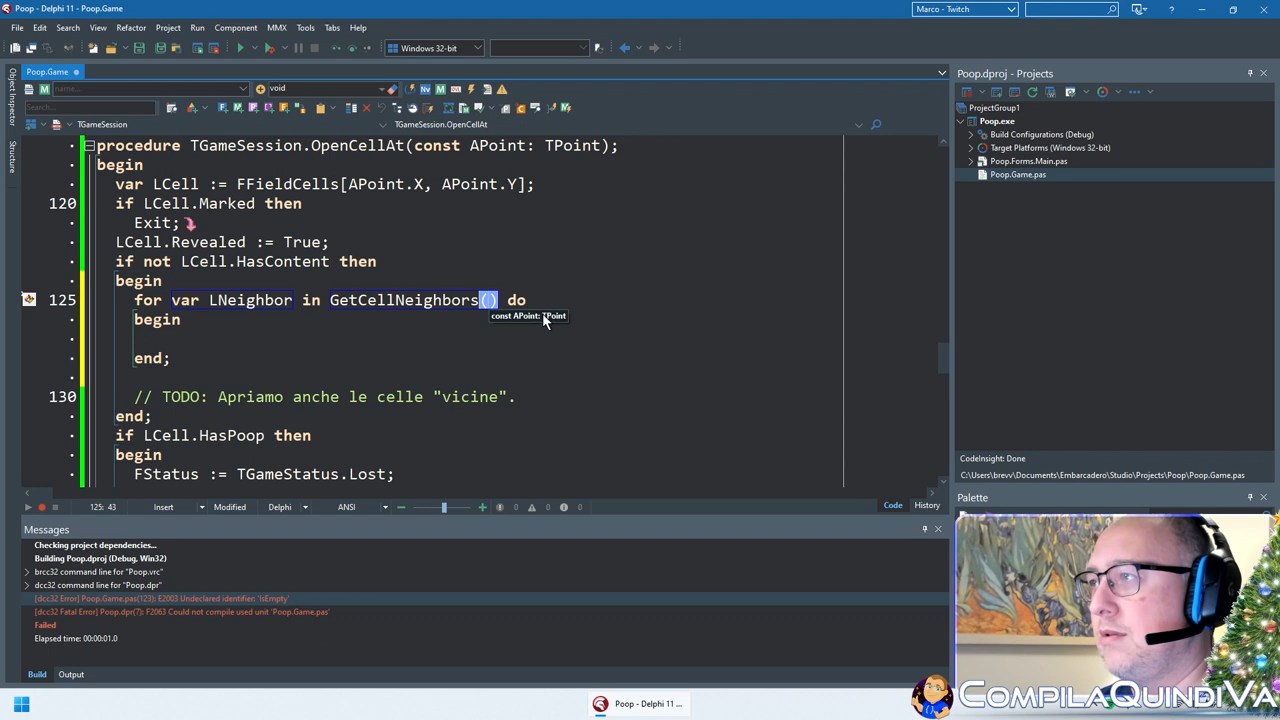 Poop - Delphi 11 - Poop.Game
Marco - Twitch
File Edit Search View Refactor Project Run Component MMX Tools Tabs Help
Windows 32-bit
Poop.Game
Poop.dproj - Projects
name...
void
Search...
TGameSession
TGameSession.OpenCellAt
ProjectGroup1
Poop.exe
Build Configurations (Debug)
Target Platforms (Windows 32-bit)
Poop.Forms.Main.pas
Poop.Game.pas
Object Inspector
Structure
procedure TGameSession.OpenCellAt(const APoint: TPoint);
begin
var LCell := FFieldCells[APoint.X, APoint.Y];
120 if LCell.Marked then
Exit;
LCell.Revealed := True;
if not LCell.HasContent then
begin
125 for var LNeighbor in GetCellNeighbors() do
const APoint: TPoint
begin
end;
130 // TODO: Apriamo anche le celle "vicine".
end;
if LCell.HasPoop then
begin
FStatus := TGameStatus.Lost;
CodeInsight: Done
C:\Users\brevv\Documents\Embarcadero\Studio\Projects\Poop\Poop.Game.pas
125: 43 Insert Modified Delphi ANSI 0 0 0 Code History
Palette
Messages
Checking project dependencies...
Building Poop.dproj (Debug, Win32)
brcc32 command line for "Poop.vrc"
dcc32 command line for "Poop.dpr"
[dcc32 Error] Poop.Game.pas(123): E2003 Undeclared identifier: 'IsEmpty'
[dcc32 Fatal Error] Poop.dpr(7): F2063 Could not compile used unit 'Poop.Game.pas'
Failed
Elapsed time: 00:00:01.0
Build Output
Poop - Delphi 11 ...
COMPILAQUINDIVA